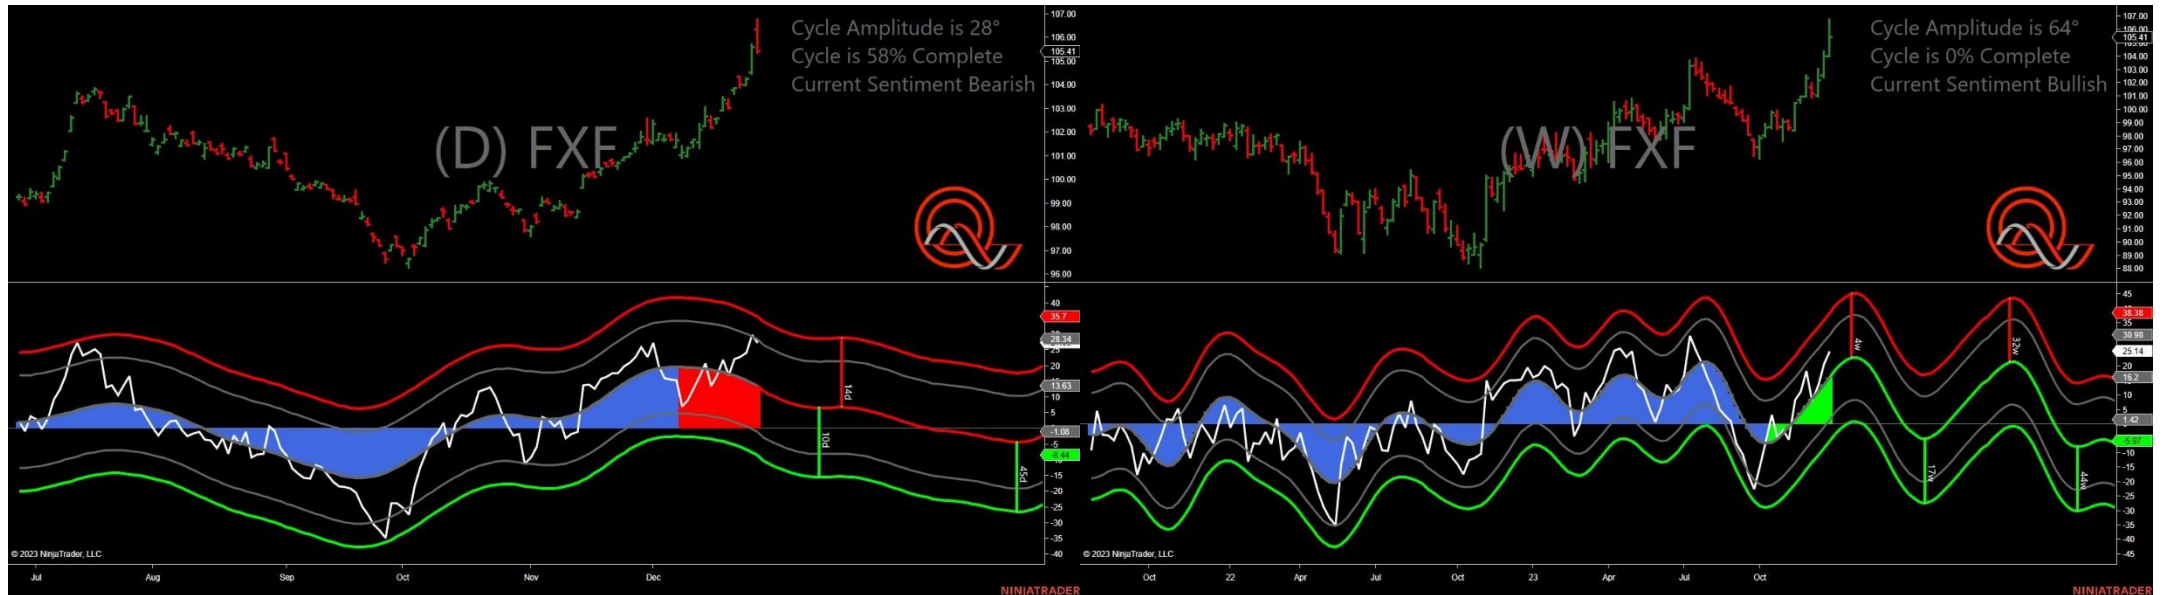 Cycle Amplitude is 28°
Cycle is 58% Complete
Current Sentiment Bearish
(D) FXF
107.00
106.00
105.41
104.00
103.00
102.00
101.00
100.00
99.00
98.00
97.00
96.00
40
35.7
28.34
25
20
15
13.63
10
5
-1.08
-5
-8.44
-15
-20
-25
-30
-35
-40
14d
10d
45d
© 2023 NinjaTrader, LLC
Jul
Aug
Sep
Oct
Nov
Dec
NINJATRADER
Cycle Amplitude is 64°
Cycle is 0% Complete
Current Sentiment Bullish
(W) FXF
107.00
105.41
104.00
103.00
102.00
101.00
100.00
99.00
98.00
97.00
96.00
95.00
94.00
93.00
92.00
91.00
90.00
89.00
88.00
45
38.38
35
30.98
25.14
20
16.2
10
5
1.42
-5.97
-10
-15
-20
-25
-30
-35
-40
-45
4w
32w
17w
44w
© 2023 NinjaTrader, LLC
Oct
22
Apr
Jul
Oct
23
Apr
Jul
Oct
NINJATRADER